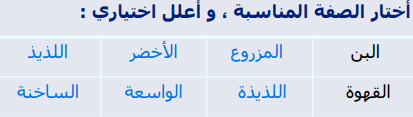 أختار الصفة المناسبة ، و أعلل اختياري :
البن المزروع الأخضر اللذيذ
القهوة اللذيذة الواسعة الساخنة